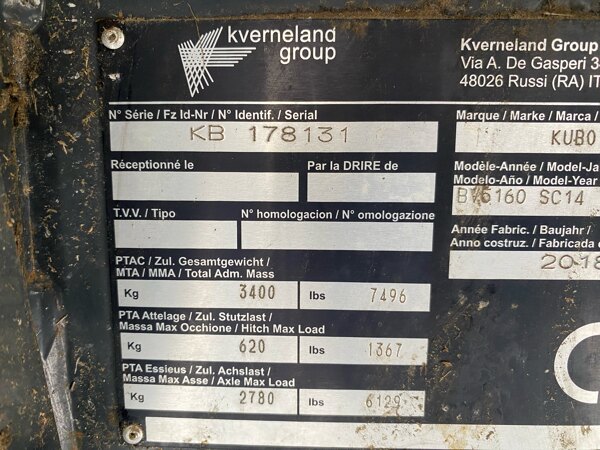 kverneland
group
Kverneland Group
Via A. De Gasperi
48026 Russi (RA)
N° Série / Fz Id-Nr / N° Identif. / Serial
KB 178131
Marque / Marke / Marca /
KUBO
Réceptionné le
Par la DRIRE de
Modèle-Année / Model-Ja
Modelo-Año / Model-Year
SC14
T.V.V. / Tipo
N° homologacion / N° omologazione
Année Fabric. / Baujahr /
Anno costruz. / Fabricada
2018
PTAC / Zul. Gesamtgewicht /
MTA / MMA / Total Adm. Mass
Kg 3400 lbs 7496
PTA Attelage / Zul. Stutzlast /
Massa Max Occhione / Hitch Max Load
Kg 620 lbs 1367
PTA Essieus / Zul. Achslast /
Massa Max Asse / Axle Max Load
Kg 2780 lbs 6129